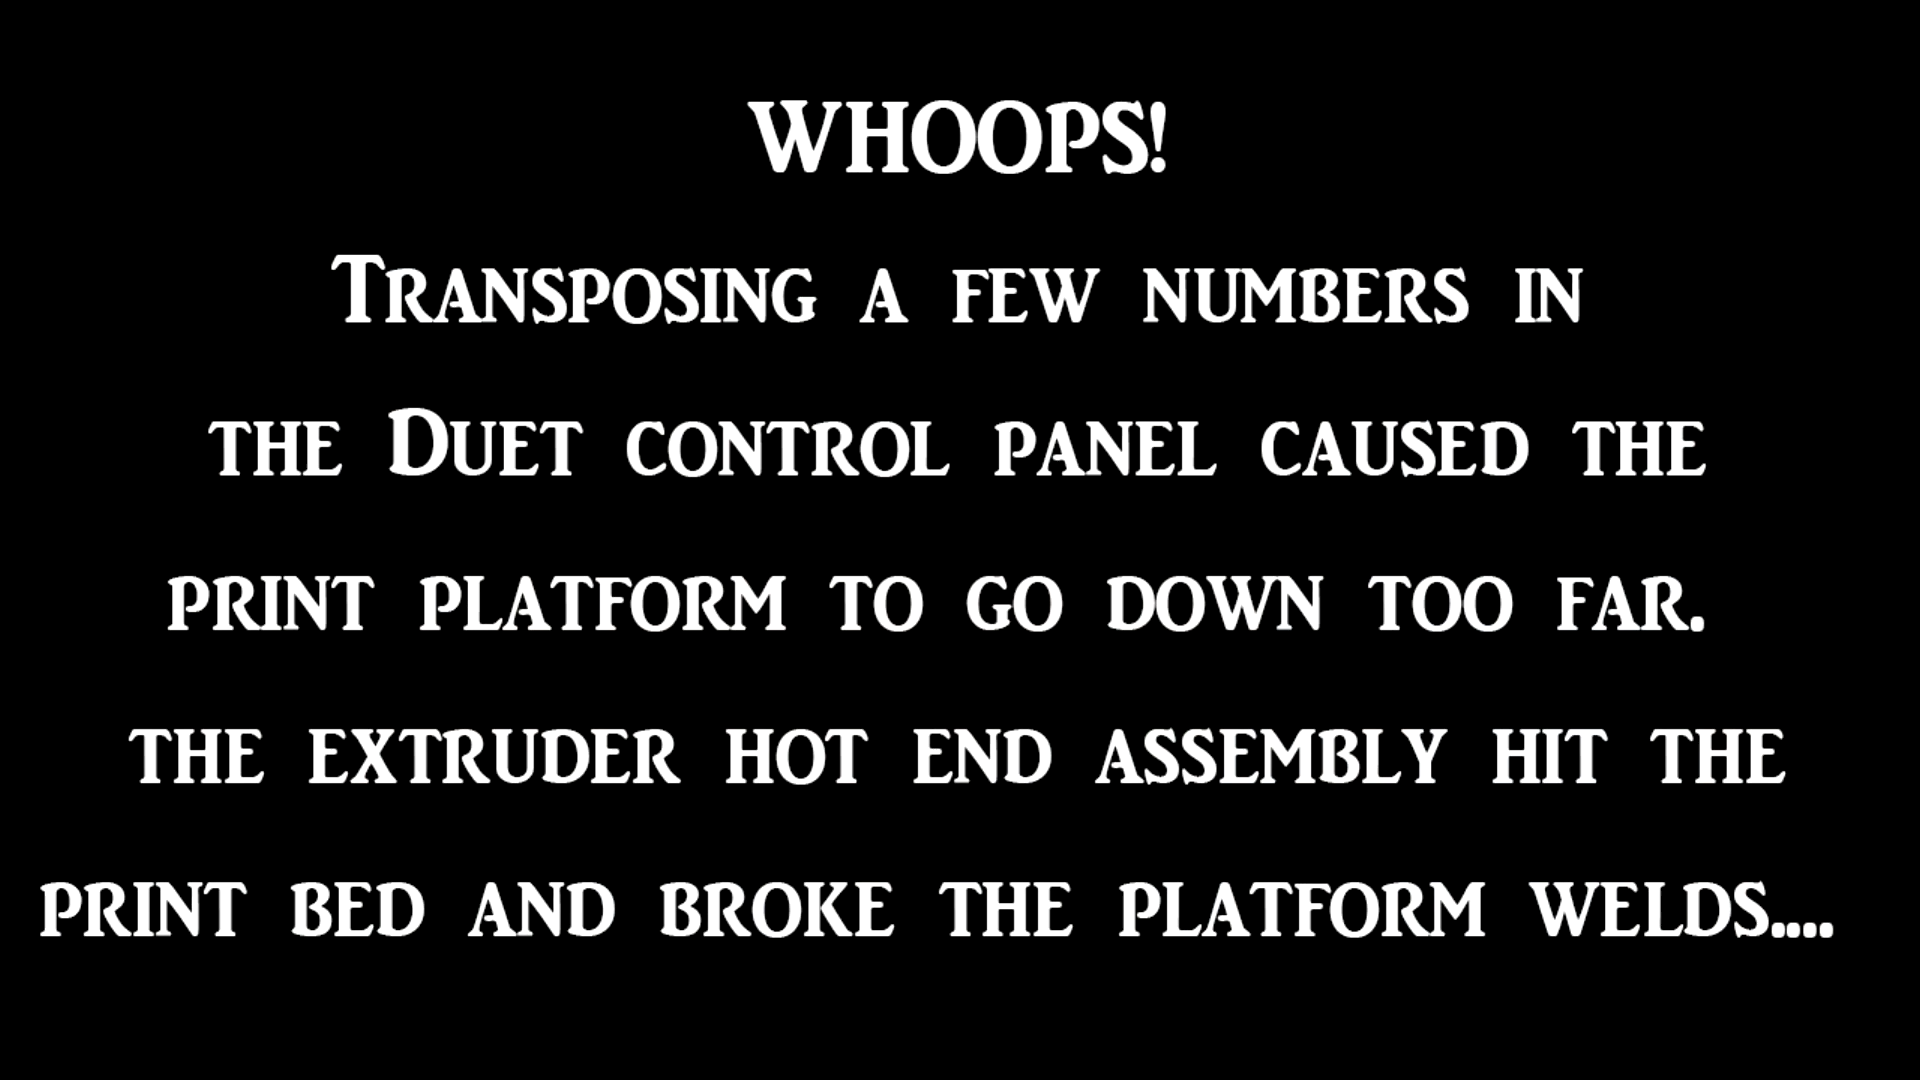 WHOOPS!
Transposing a few numbers in
the Duet control panel caused the
print platform to go down too far.
the extruder hot end assembly hit the
print bed and broke the platform welds....